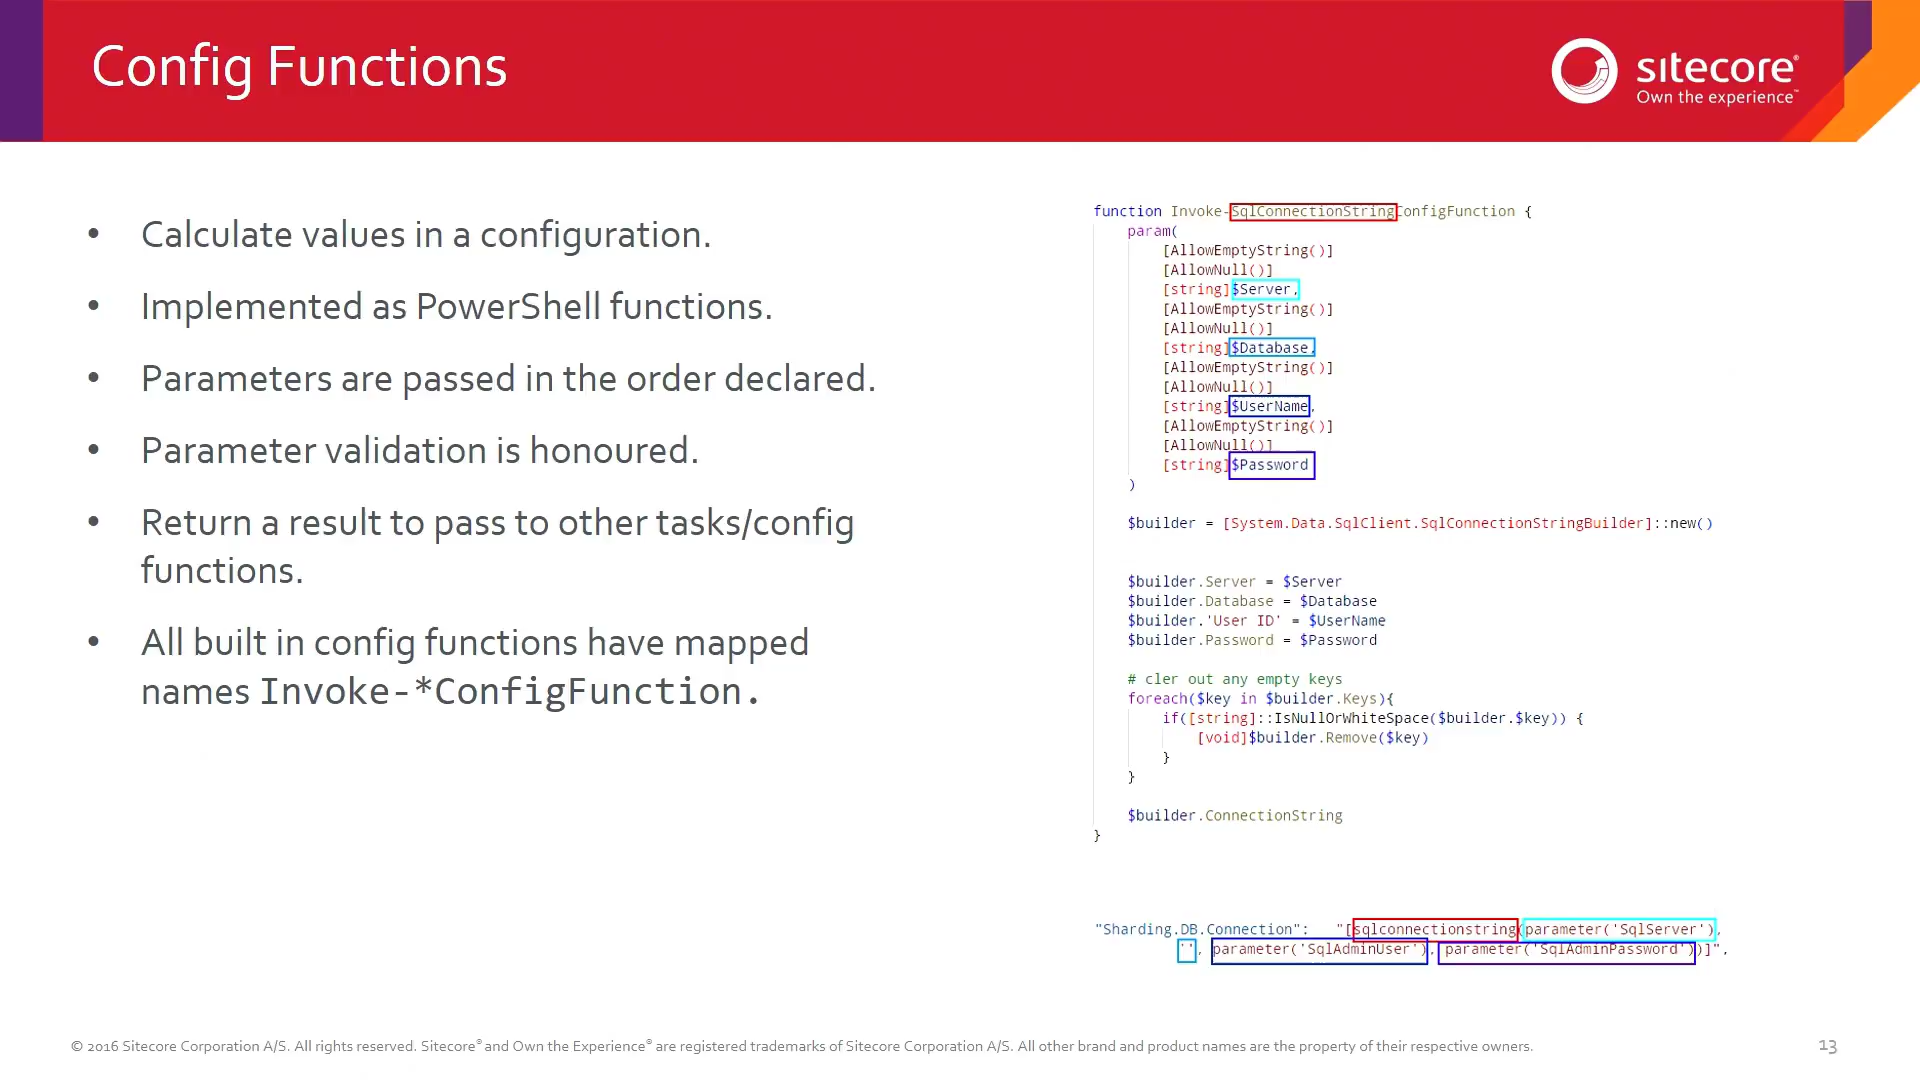 Config Functions
sitecore®
Own the experience™
• Calculate values in a configuration.
• Implemented as PowerShell functions.
• Parameters are passed in the order declared.
• Parameter validation is honoured.
• Return a result to pass to other tasks/config
functions.
• All built in config functions have mapped
names Invoke-*ConfigFunction.
function Invoke-SqlConnectionStringConfigFunction {
param(
[AllowEmptyString()]
[AllowNull()]
[string]$Server,
[AllowEmptyString()]
[AllowNull()]
[string]$Database,
[AllowEmptyString()]
[AllowNull()]
[string]$UserName,
[AllowEmptyString()]
[AllowNull()]
[string]$Password
)
$builder = [System.Data.SqlClient.SqlConnectionStringBuilder]::new()
$builder.Server = $Server
$builder.Database = $Database
$builder.'User ID' = $UserName
$builder.Password = $Password
# cler out any empty keys
foreach($key in $builder.Keys){
if([string]::IsNullOrWhiteSpace($builder.$key)) {
[void]$builder.Remove($key)
}
}
$builder.ConnectionString
}
"Sharding.DB.Connection": "[sqlconnectionstring(parameter('SqlServer'),
'', parameter('SqlAdminUser'), parameter('SqlAdminPassword'))]",
© 2016 Sitecore Corporation A/S. All rights reserved. Sitecore® and Own the Experience® are registered trademarks of Sitecore Corporation A/S. All other brand and product names are the property of their respective owners.
13